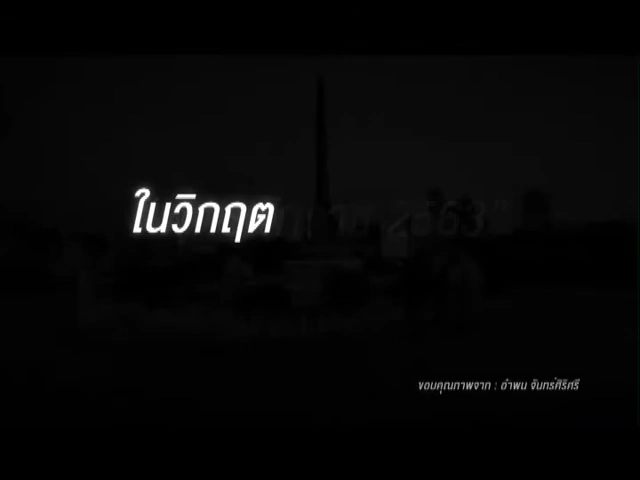 ในวิกฤต 2563"
ขอบคุณภาพจาก : อำพน จันทร์ศิริศรี